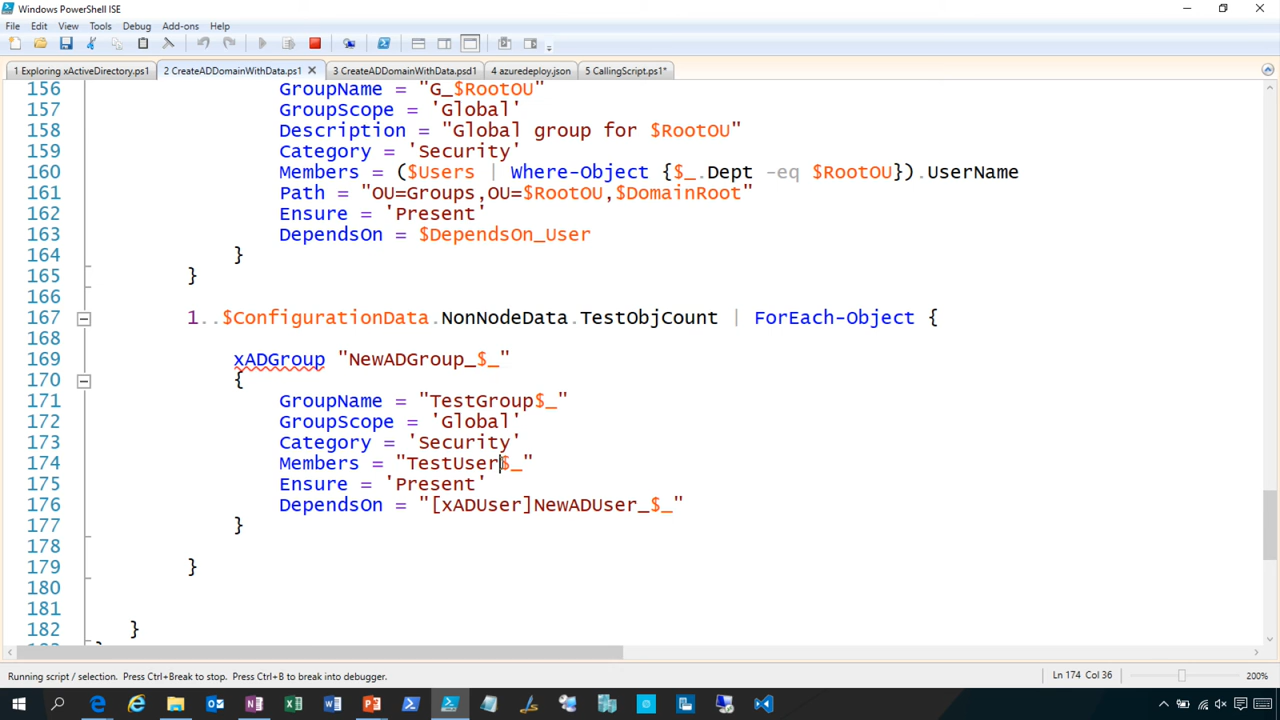 Windows PowerShell ISE
File Edit View Tools Debug Add-ons Help
1 Exploring xActiveDirectory.ps1 2 CreateADDomainWithData.ps1 3 CreateADDomainWithData.psd1 4 azuredeploy.json 5 CallingScript.ps1*
156 GroupName = "G_$RootOU"
157 GroupScope = 'Global'
158 Description = "Global group for $RootOU"
159 Category = 'Security'
160 Members = ($Users | Where-Object {$_.Dept -eq $RootOU}).UserName
161 Path = "OU=Groups,OU=$RootOU,$DomainRoot"
162 Ensure = 'Present'
163 DependsOn = $DependsOn_User
164 }
165 }
166
167 1..$ConfigurationData.NonNodeData.TestObjCount | ForEach-Object {
168
169 xADGroup "NewADGroup_$_"
170 {
171 GroupName = "TestGroup$_"
172 GroupScope = 'Global'
173 Category = 'Security'
174 Members = "TestUser$_"
175 Ensure = 'Present'
176 DependsOn = "[xADUser]NewADUser_$_"
177 }
178
179 }
180
181
182 }
Running script / selection. Press Ctrl+Break to stop. Press Ctrl+B to break into debugger. Ln 174 Col 36 200%